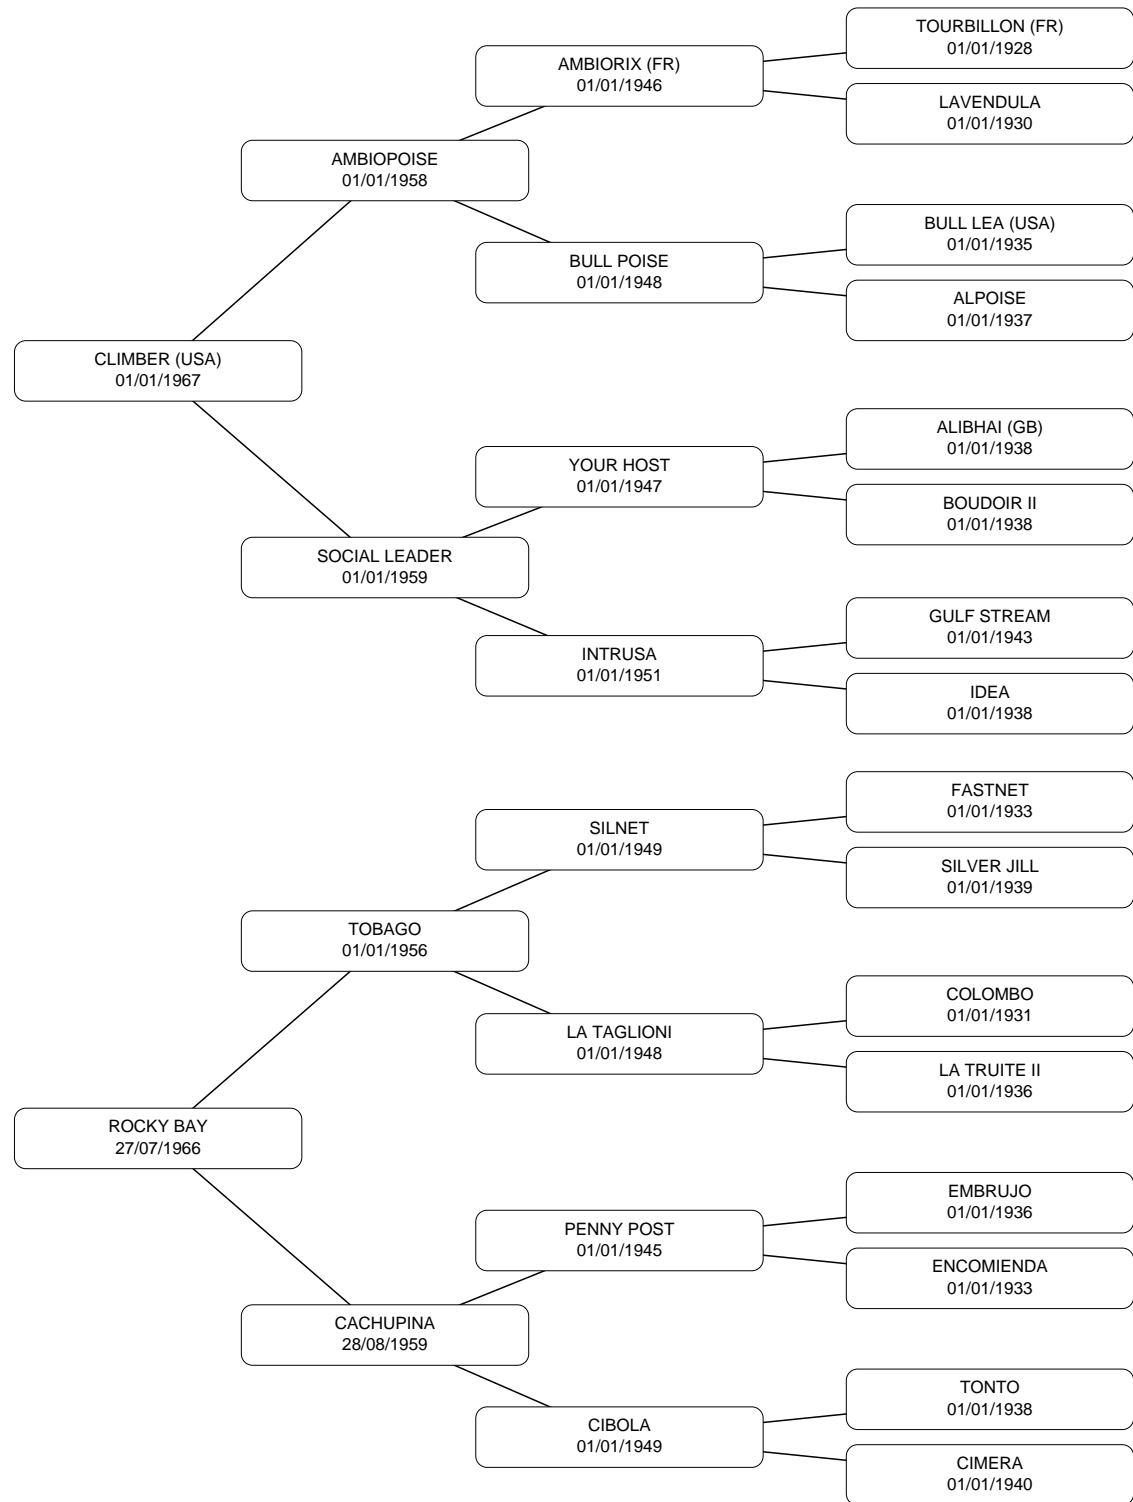 TOURBILLON (FR)
01/01/1928
AMBIORIX (FR)
01/01/1946
LAVENDULA
01/01/1930
AMBIOPOISE
01/01/1958
BULL LEA (USA)
01/01/1935
BULL POISE
01/01/1948
ALPOISE
01/01/1937
CLIMBER (USA)
01/01/1967
ALIBHAI (GB)
01/01/1938
YOUR HOST
01/01/1947
BOUDOIR II
01/01/1938
SOCIAL LEADER
01/01/1959
GULF STREAM
01/01/1943
INTRUSA
01/01/1951
IDEA
01/01/1938
FASTNET
01/01/1933
SILNET
01/01/1949
SILVER JILL
01/01/1939
TOBAGO
01/01/1956
COLOMBO
01/01/1931
LA TAGLIONI
01/01/1948
LA TRUITE II
01/01/1936
ROCKY BAY
27/07/1966
EMBRUJO
01/01/1936
PENNY POST
01/01/1945
ENCOMIENDA
01/01/1933
CACHUPINA
28/08/1959
TONTO
01/01/1938
CIBOLA
01/01/1949
CIMERA
01/01/1940